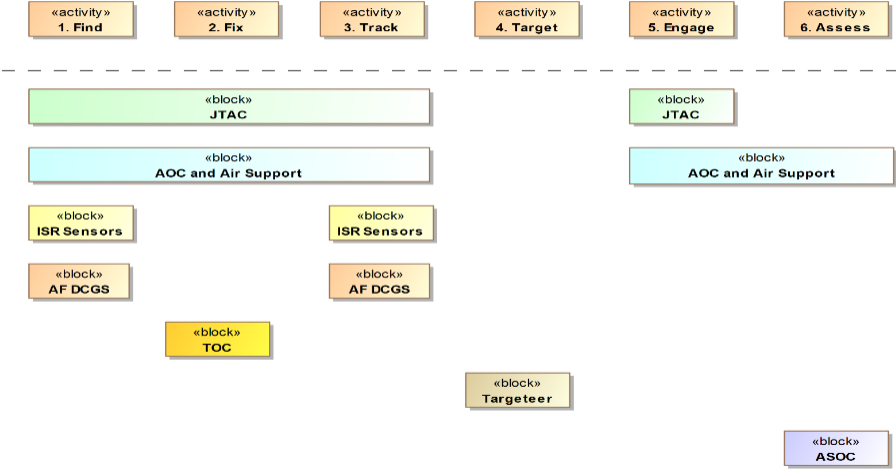 «activity»
1. Find
«activity»
2. Fix
«activity»
3. Track
«activity»
4. Target
«activity»
5. Engage
«activity»
6. Assess
«block»
JTAC
«block»
JTAC
«block»
AOC and Air Support
«block»
AOC and Air Support
«block»
ISR Sensors
«block»
ISR Sensors
«block»
AF DCGS
«block»
AF DCGS
«block»
TOC
«block»
Targeteer
«block»
ASOC